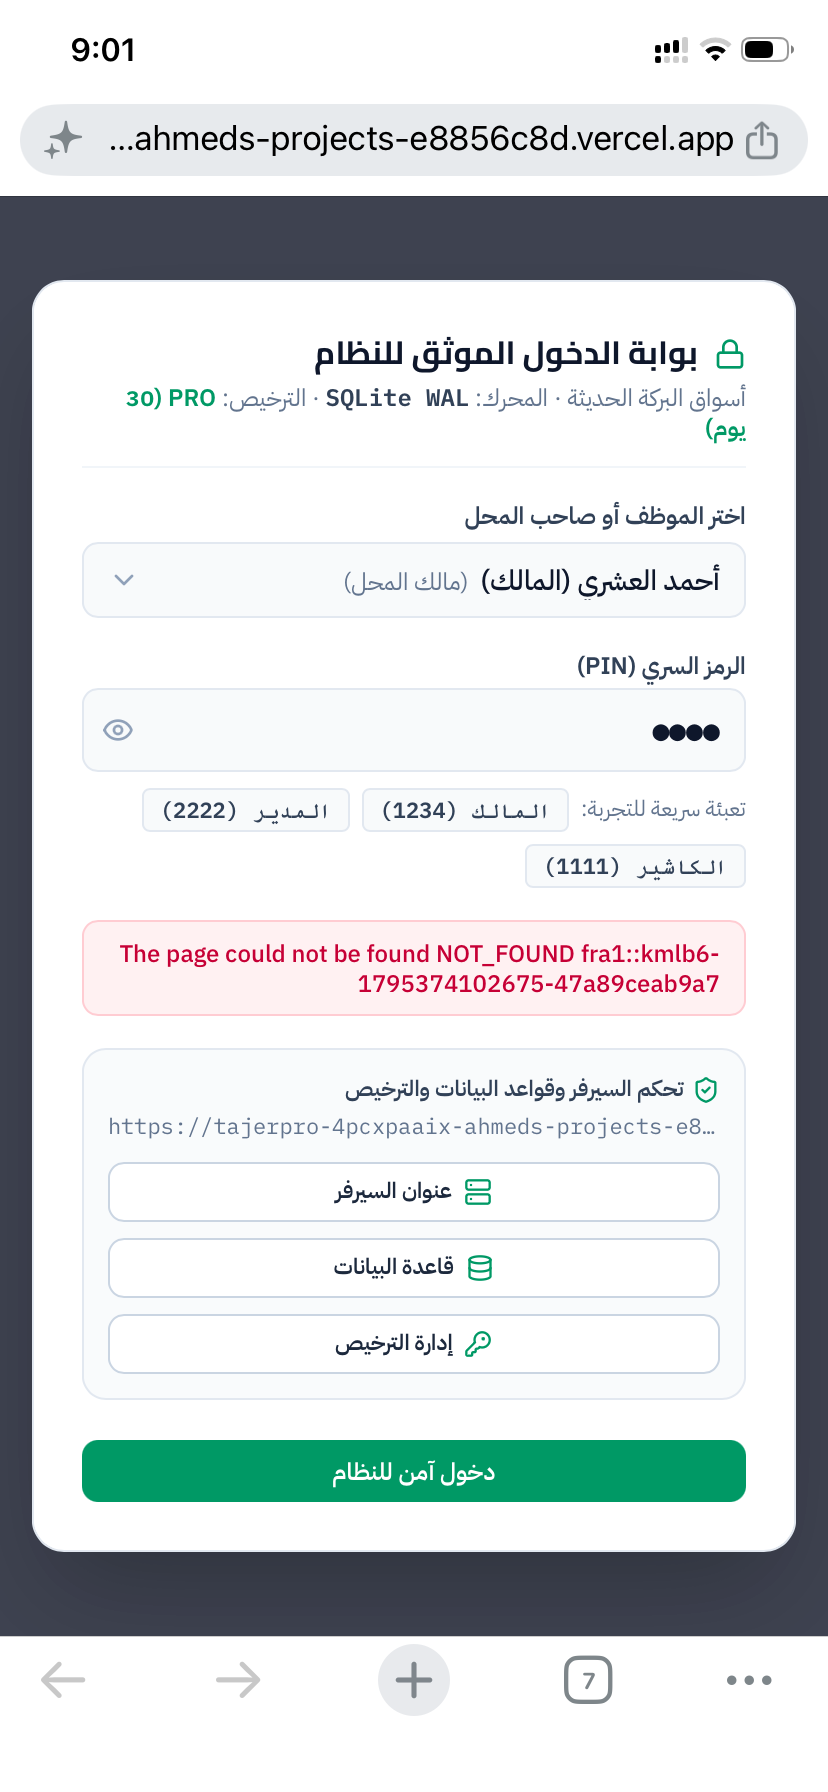 9:01
...ahmeds-projects-e8856c8d.vercel.app
بوابة الدخول الموثق للنظام
أسواق البركة الحديثة · المحرك: SQLite WAL · الترخيص: PRO (30
يوم)
اختر الموظف أو صاحب المحل
أحمد العشري (المالك) (مالك المحل)
الرمز السري (PIN)
تعبئة سريعة للتجربة: المالك (1234) المدير (2222)
الكاشير (1111)
The page could not be found NOT_FOUND fra1::kmlb6-
1795374102675-47a89ceab9a7
تحكم السيرفر وقواعد البيانات والترخيص
https://tajerpro-4pcxpaaix-ahmeds-projects-e8...
عنوان السيرفر
قاعدة البيانات
إدارة الترخيص
دخول آمن للنظام
7